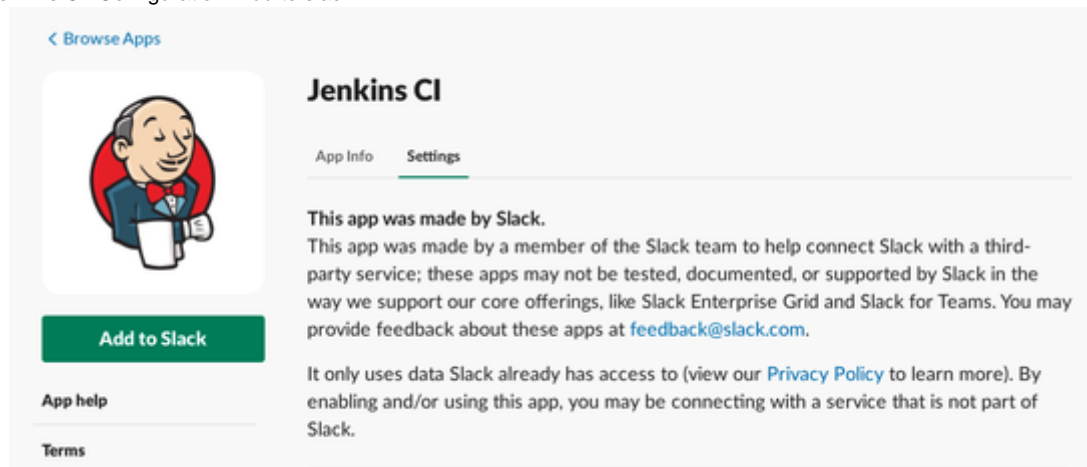 < Browse Apps
Jenkins CI
App Info Settings
This app was made by Slack.
This app was made by a member of the Slack team to help connect Slack with a third-
party service; these apps may not be tested, documented, or supported by Slack in the
way we support our core offerings, like Slack Enterprise Grid and Slack for Teams. You may
provide feedback about these apps at feedback@slack.com.
Add to Slack
It only uses data Slack already has access to (view our Privacy Policy to learn more). By
enabling and/or using this app, you may be connecting with a service that is not part of
Slack.
App help
Terms